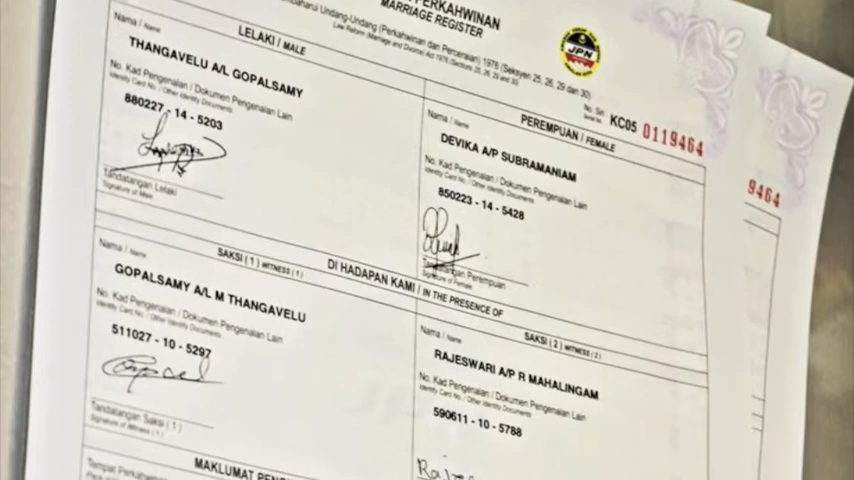 PERKAHWINAN
MARRIAGE REGISTER
Undang-Undang (Perkahwinan dan Perceraian) 1976 (Seksyen 25, 26, 29 dan 30)
Law Reform (Marriage and Divorce) Act 1976 (Sections 25, 26, 29 and 30)
JPN
No. Siri KC05 0119464
Serial No.
9464
LELAKI / MALE
Nama / Name
THANGAVELU A/L GOPALSAMY
No. Kad Pengenalan / Dokumen Pengenalan Lain
Identity Card No. / Other Identity Documents
880227 - 14 - 5203
Tandatangan Lelaki
Signature of Male
PEREMPUAN / FEMALE
Nama / Name
DEVIKA A/P SUBRAMANIAM
No. Kad Pengenalan / Dokumen Pengenalan Lain
Identity Card No. / Other Identity Documents
850223 - 14 - 5428
Tandatangan Perempuan
Signature of Female
DI HADAPAN KAMI / IN THE PRESENCE OF
SAKSI ( 1 ) WITNESS ( 1 )
Nama / Name
GOPALSAMY A/L M THANGAVELU
No. Kad Pengenalan / Dokumen Pengenalan Lain
Identity Card No. / Other Identity Documents
511027 - 10 - 5297
Tandatangan Saksi ( 1 )
Signature of Witness ( 1 )
SAKSI ( 2 ) WITNESS ( 2 )
Nama / Name
RAJESWARI A/P R MAHALINGAM
No. Kad Pengenalan / Dokumen Pengenalan Lain
Identity Card No. / Other Identity Documents
590611 - 10 - 5788
MAKLUMAT
Tempat